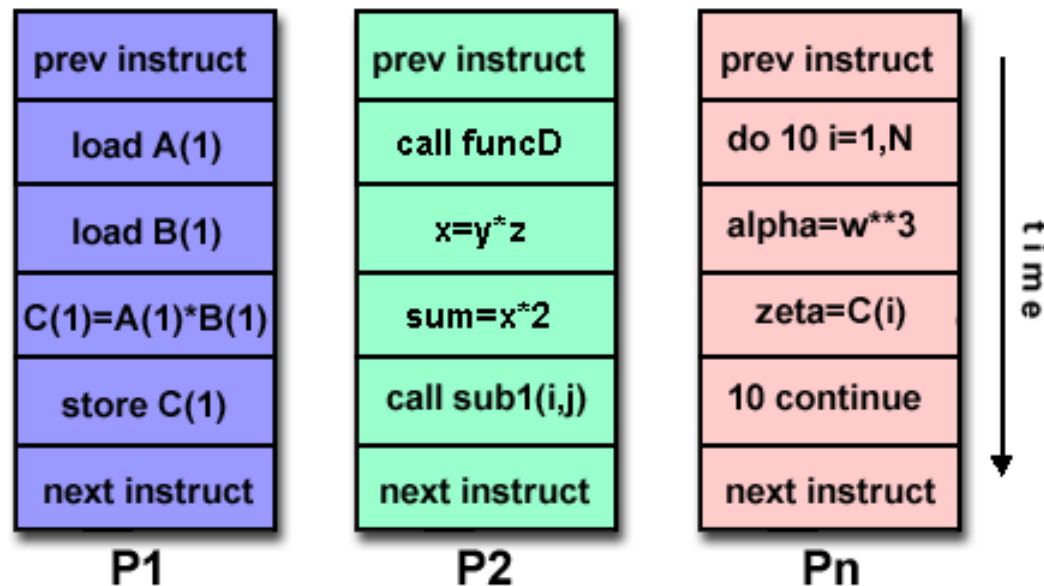 prev instruct
load A(1)
load B(1)
C(1)=A(1)*B(1)
store C(1)
next instruct
P1
prev instruct
call funcD
x=y*z
sum=x*2
call sub1(i,j)
next instruct
P2
prev instruct
do 10 i=1,N
alpha=w**3
zeta=C(i)
10 continue
next instruct
Pn
time